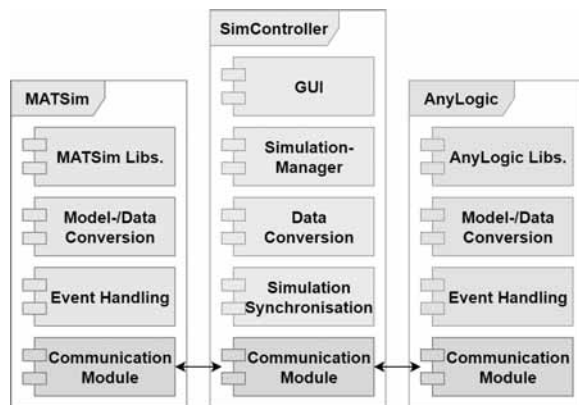 SimController
GUI
Simulation-
Manager
Data
Conversion
Simulation
Synchronisation
Communication
Module
MATSim
MATSim Libs.
Model-/Data
Conversion
Event Handling
Communication
Module
AnyLogic
AnyLogic Libs.
Model-/Data
Conversion
Event Handling
Communication
Module